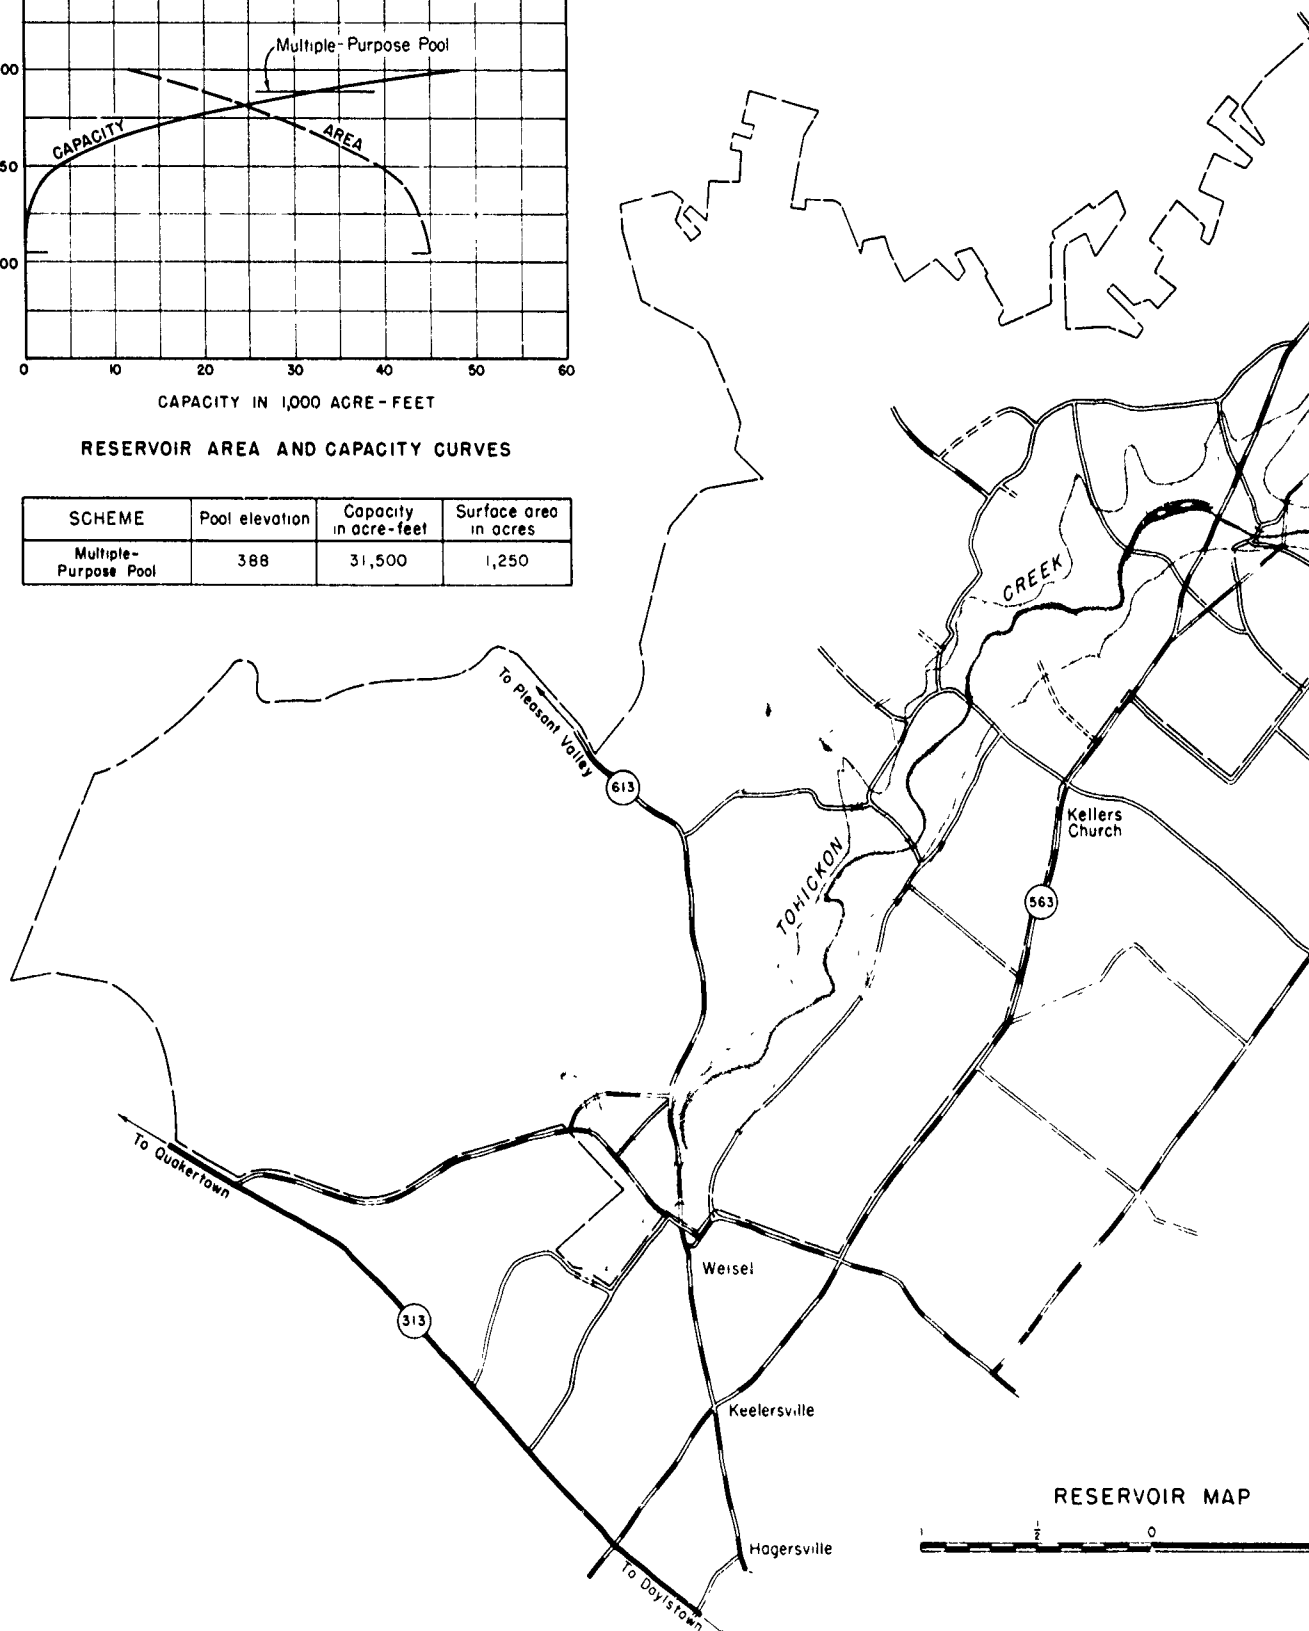 Multiple-Purpose Pool
00
CAPACITY
AREA
50
00
0 10 20 30 40 50 60
CAPACITY IN 1,000 ACRE-FEET
RESERVOIR AREA AND CAPACITY CURVES
SCHEME Pool elevation Capacity in acre-feet Surface area in acres
Multiple-Purpose Pool 388 31,500 1,250
CREEK
To Pleasant Valley
613
Kellers
Church
TOHICKON
563
To Quakertown
Weisel
313
Keelersville
RESERVOIR MAP
1 1/2 0
Hagersville
To Doylstown